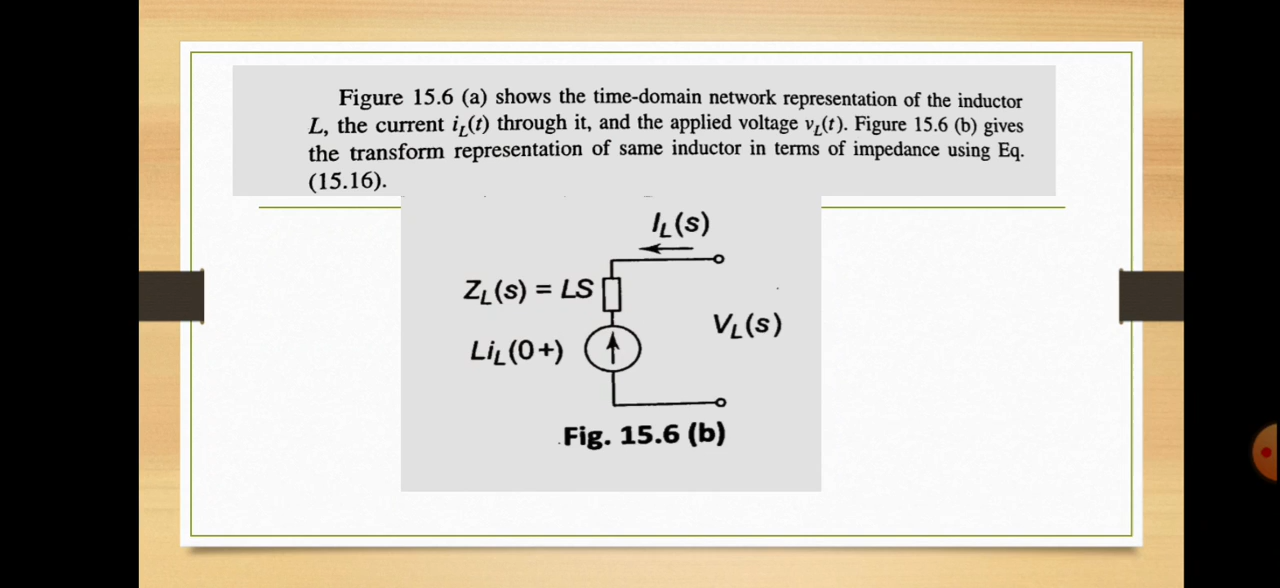 Figure 15.6 (a) shows the time-domain network representation of the inductor
L, the current iL(t) through it, and the applied voltage vL(t). Figure 15.6 (b) gives
the transform representation of same inductor in terms of impedance using Eq.
(15.16).
IL(s)
ZL(s) = LS
VL(s)
LiL(0+)
.Fig. 15.6 (b)